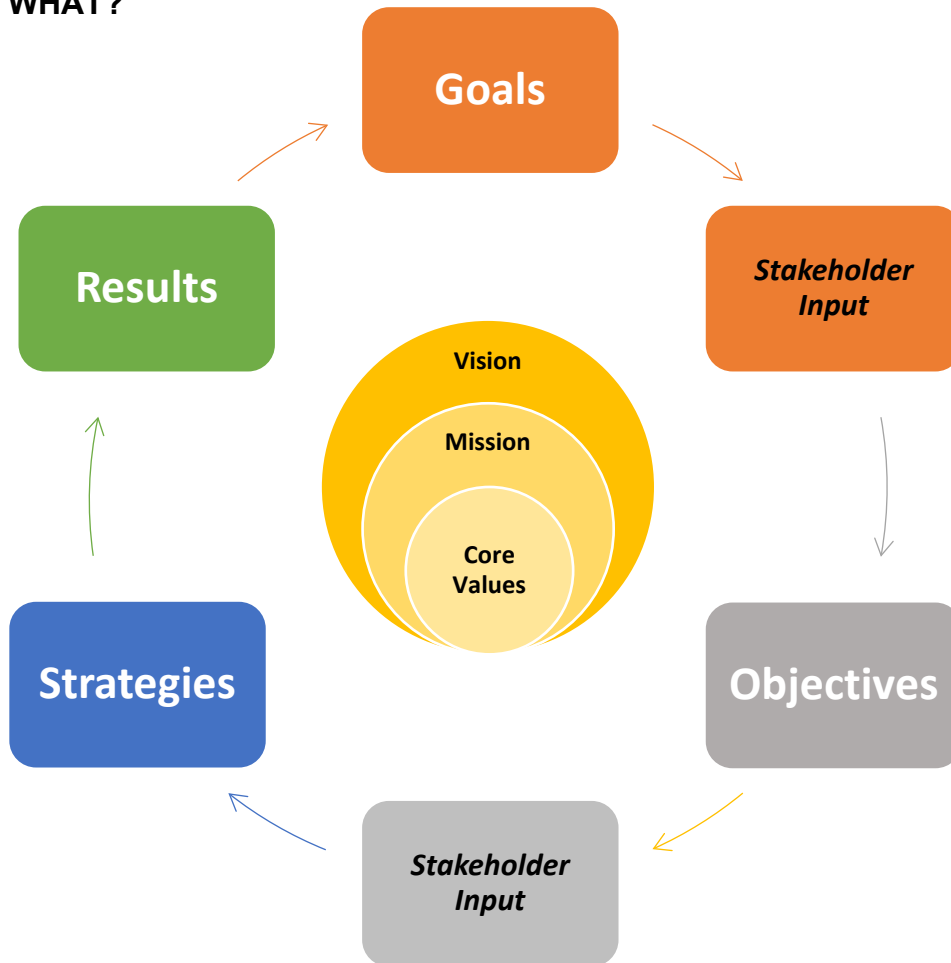 WHAT?
Goals
Stakeholder
Input
Results
Vision
Mission
Core
Values
Strategies
Objectives
Stakeholder
Input